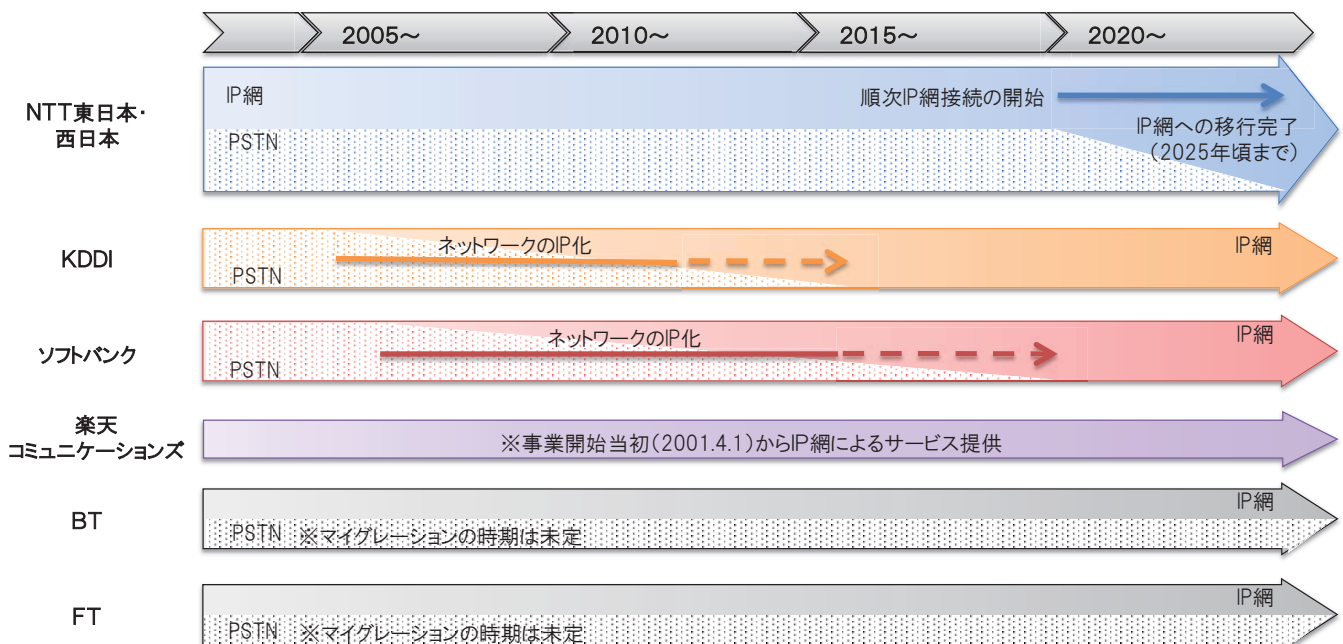 2005～
2010～
2015～
2020～
NTT東日本・
西日本
IP網
PSTN
順次IP網接続の開始
IP網への移行完了
（2025年頃まで）
KDDI
ネットワークのIP化
IP網
PSTN
ソフトバンク
ネットワークのIP化
IP網
PSTN
楽天
コミュニケーションズ
※事業開始当初（2001.4.1）からIP網によるサービス提供
BT
IP網
PSTN ※マイグレーションの時期は未定
FT
IP網
PSTN ※マイグレーションの時期は未定